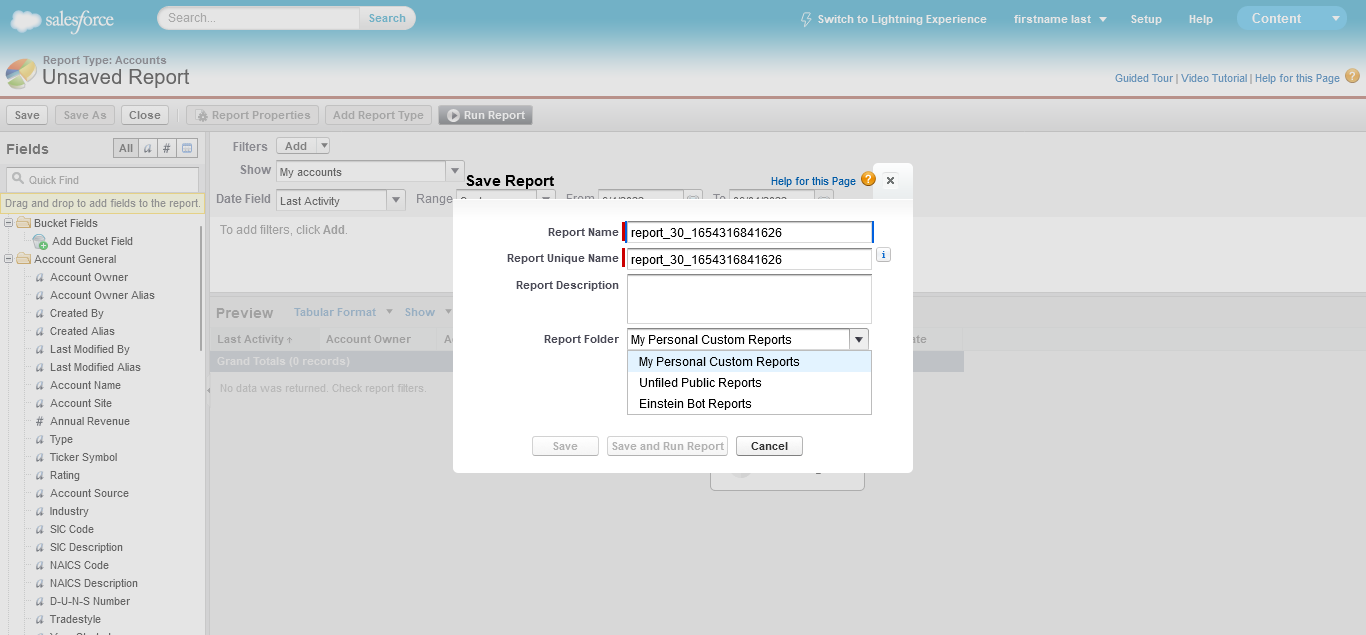 salesforce
Search...
Search
Switch to Lightning Experience
firstname last
Setup
Help
Content
Report Type: Accounts
Unsaved Report
Guided Tour | Video Tutorial | Help for this Page
Save
Save As
Close
Report Properties
Add Report Type
Run Report
Fields
All
a
#
Quick Find
Drag and drop to add fields to the report.
Bucket Fields
Add Bucket Field
Account General
Account Owner
Account Owner Alias
Created By
Created Alias
Last Modified By
Last Modified Alias
Account Name
Account Site
# Annual Revenue
Type
Ticker Symbol
Rating
Account Source
Industry
SIC Code
SIC Description
NAICS Code
NAICS Description
D-U-N-S Number
Tradestyle
Filters
Add
Show
My accounts
Date Field
Last Activity
Range
From
To
To add filters, click Add.
Preview
Tabular Format
Show
Last Activity
Account Owner
Grand Totals (0 records)
No data was returned. Check report filters.
Save Report
Help for this Page
Report Name
report_30_1654316841626
Report Unique Name
report_30_1654316841626
i
Report Description
Report Folder
My Personal Custom Reports
My Personal Custom Reports
Unfiled Public Reports
Einstein Bot Reports
Save
Save and Run Report
Cancel